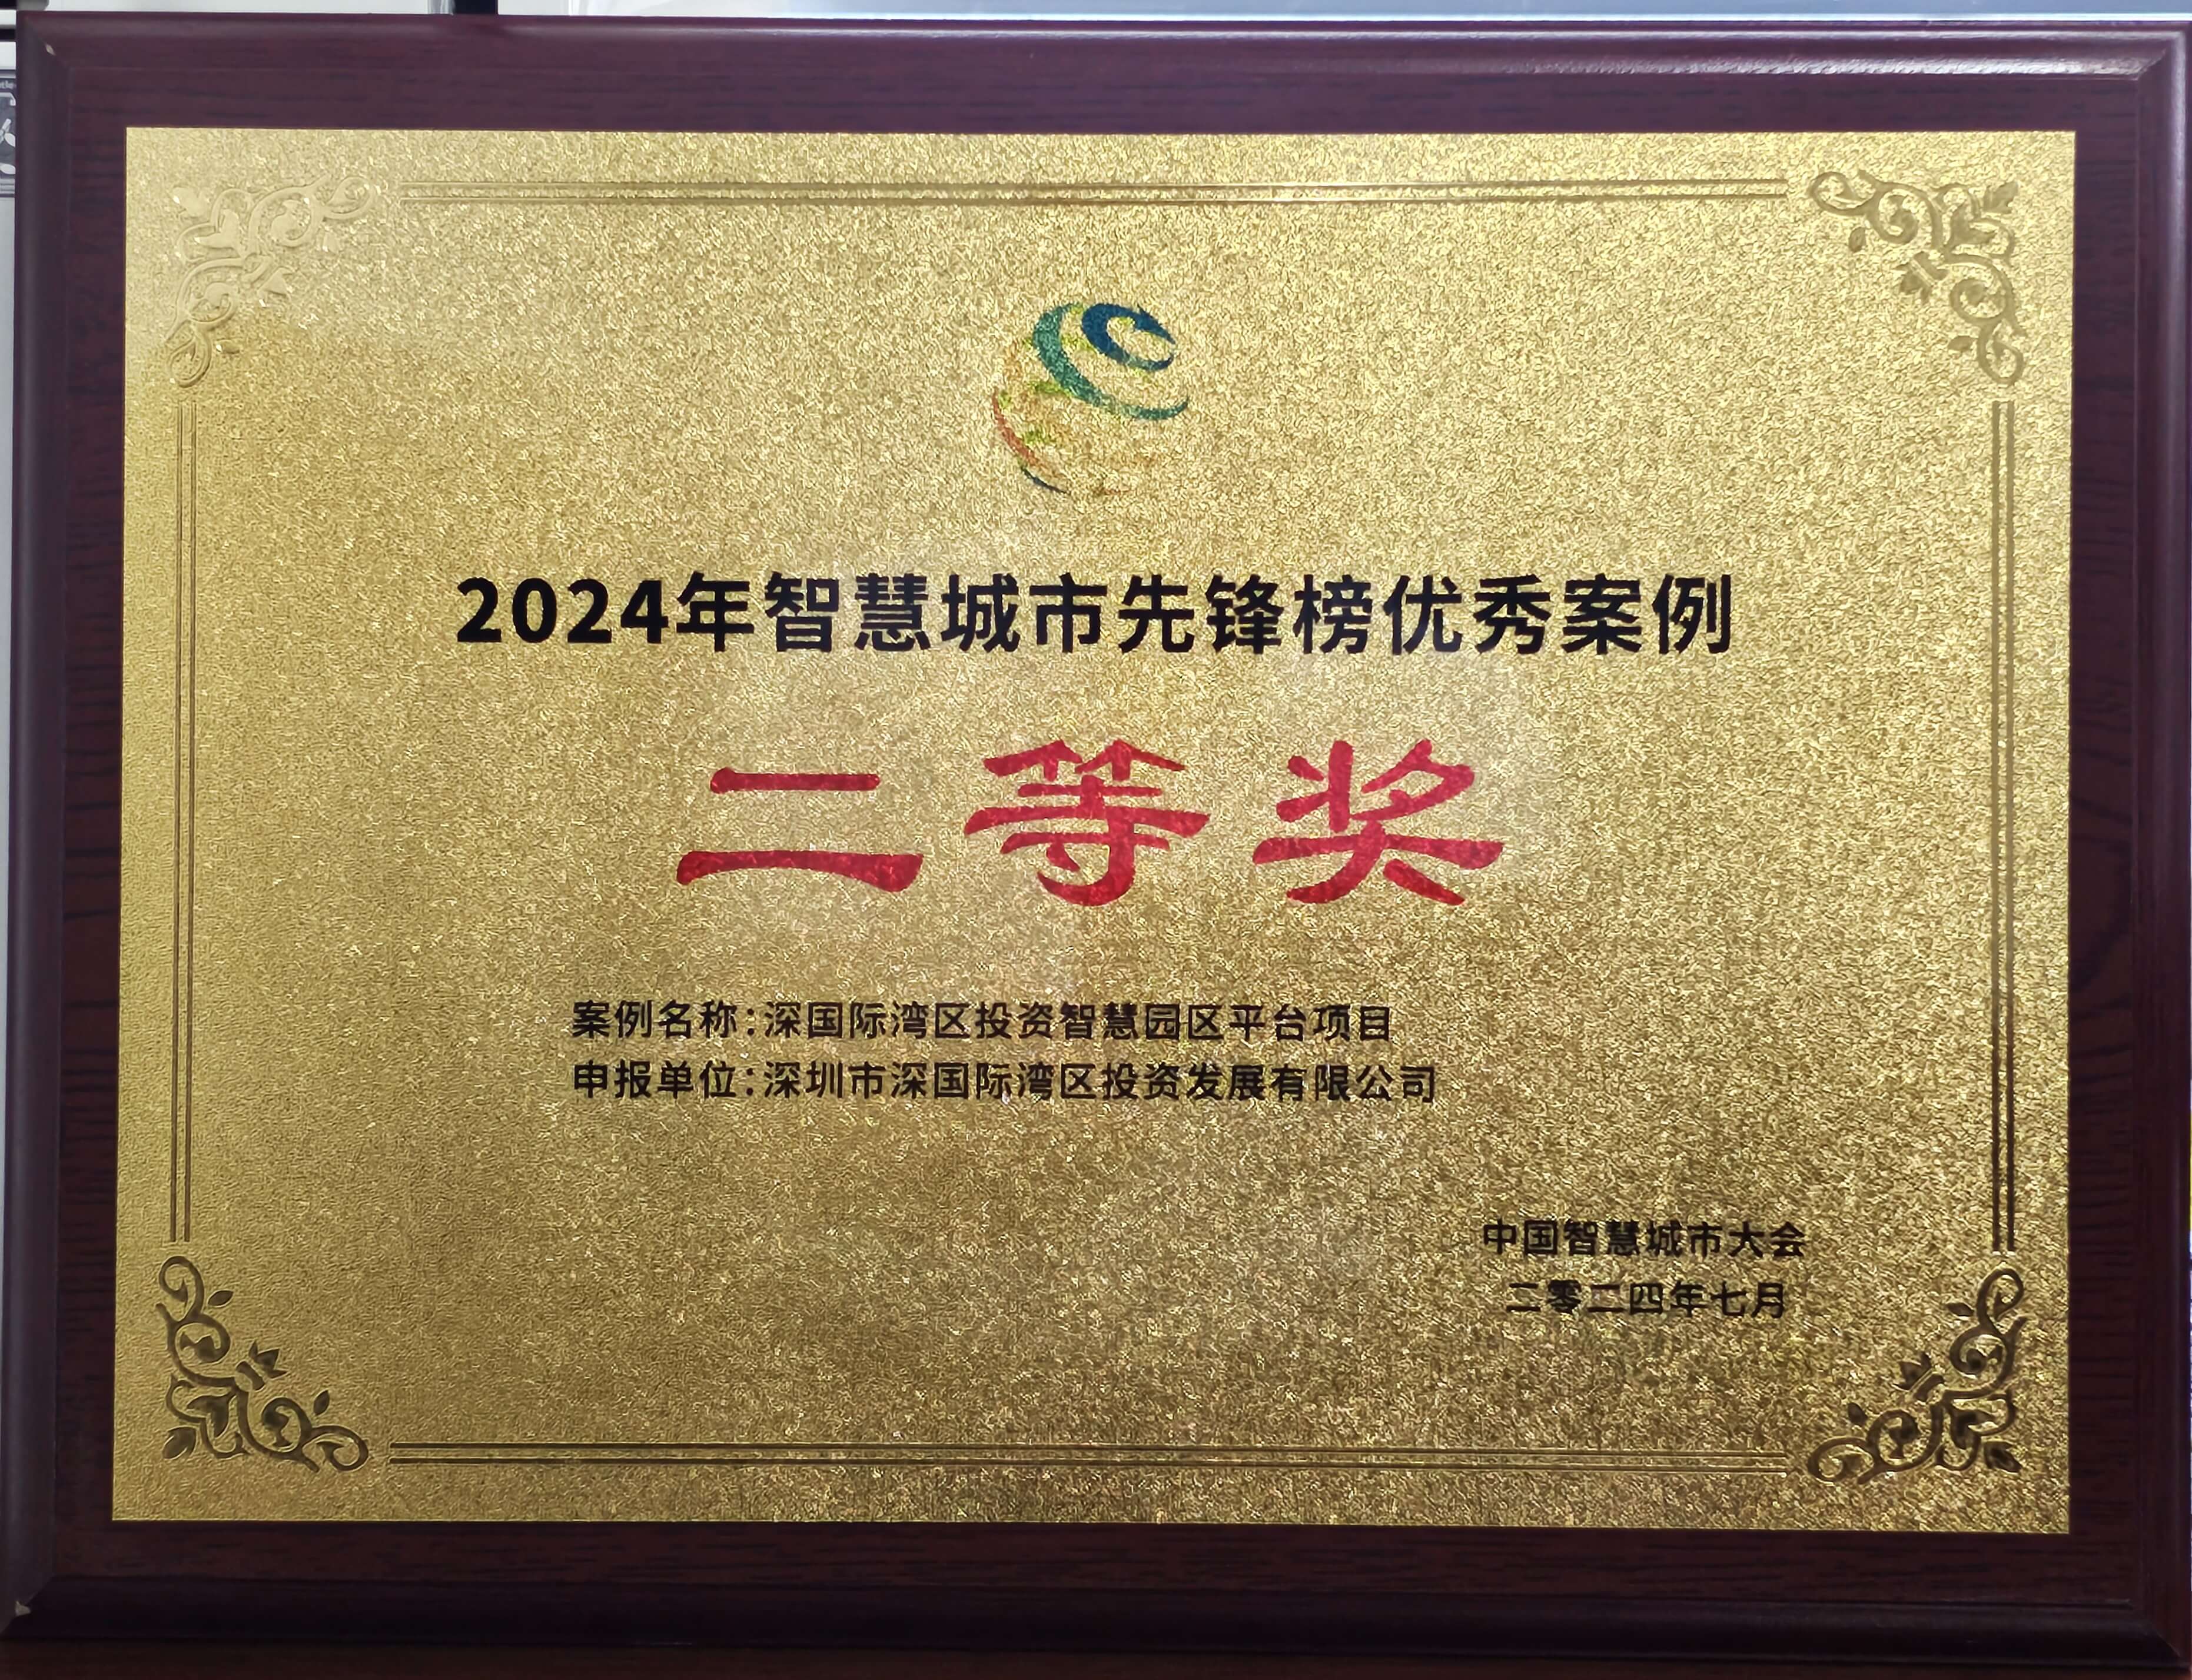 2024年智慧城市先锋榜优秀案例
二等奖
案例名称：深国际湾区投资智慧园区平台项目
申报单位：深圳市深国际湾区投资发展有限公司
中国智慧城市大会
二零二四年七月